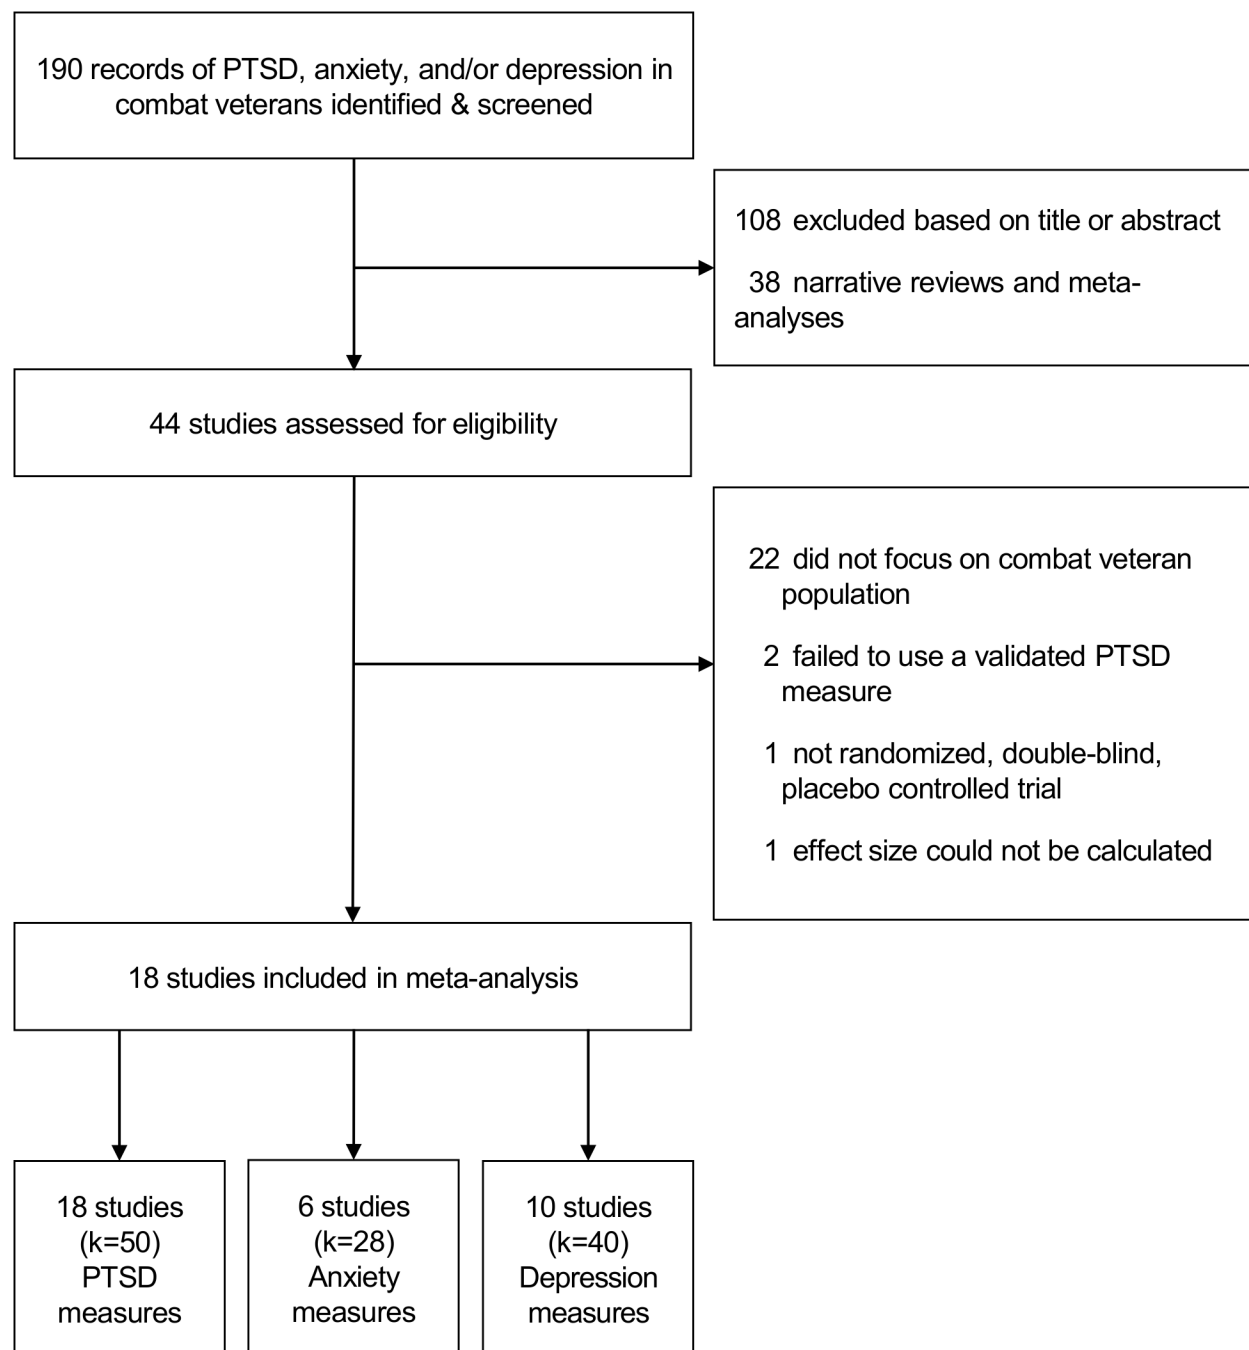 190 records of PTSD, anxiety, and/or depression in
combat veterans identified & screened
108 excluded based on title or abstract
38 narrative reviews and meta-
analyses
44 studies assessed for eligibility
22 did not focus on combat veteran
population
2 failed to use a validated PTSD
measure
1 not randomized, double-blind,
placebo controlled trial
1 effect size could not be calculated
18 studies included in meta-analysis
18 studies
(k=50)
PTSD
measures
6 studies
(k=28)
Anxiety
measures
10 studies
(k=40)
Depression
measures